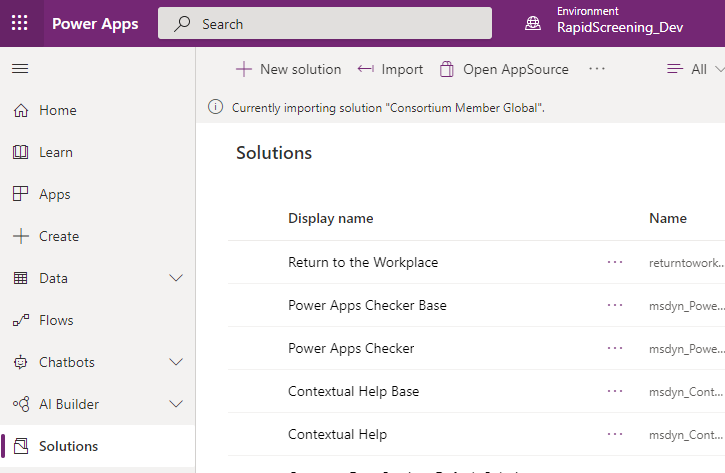 Power Apps
Search
Environment
RapidScreening_Dev
New solution
Import
Open AppSource
...
All
Currently importing solution "Consortium Member Global".
Home
Learn
Apps
Create
Data
Flows
Chatbots
AI Builder
Solutions
Solutions
Display name Name
Return to the Workplace ... returntowork...
Power Apps Checker Base ... msdyn_Powe...
Power Apps Checker ... msdyn_Powe...
Contextual Help Base ... msdyn_Cont...
Contextual Help ... msdyn_Cont...